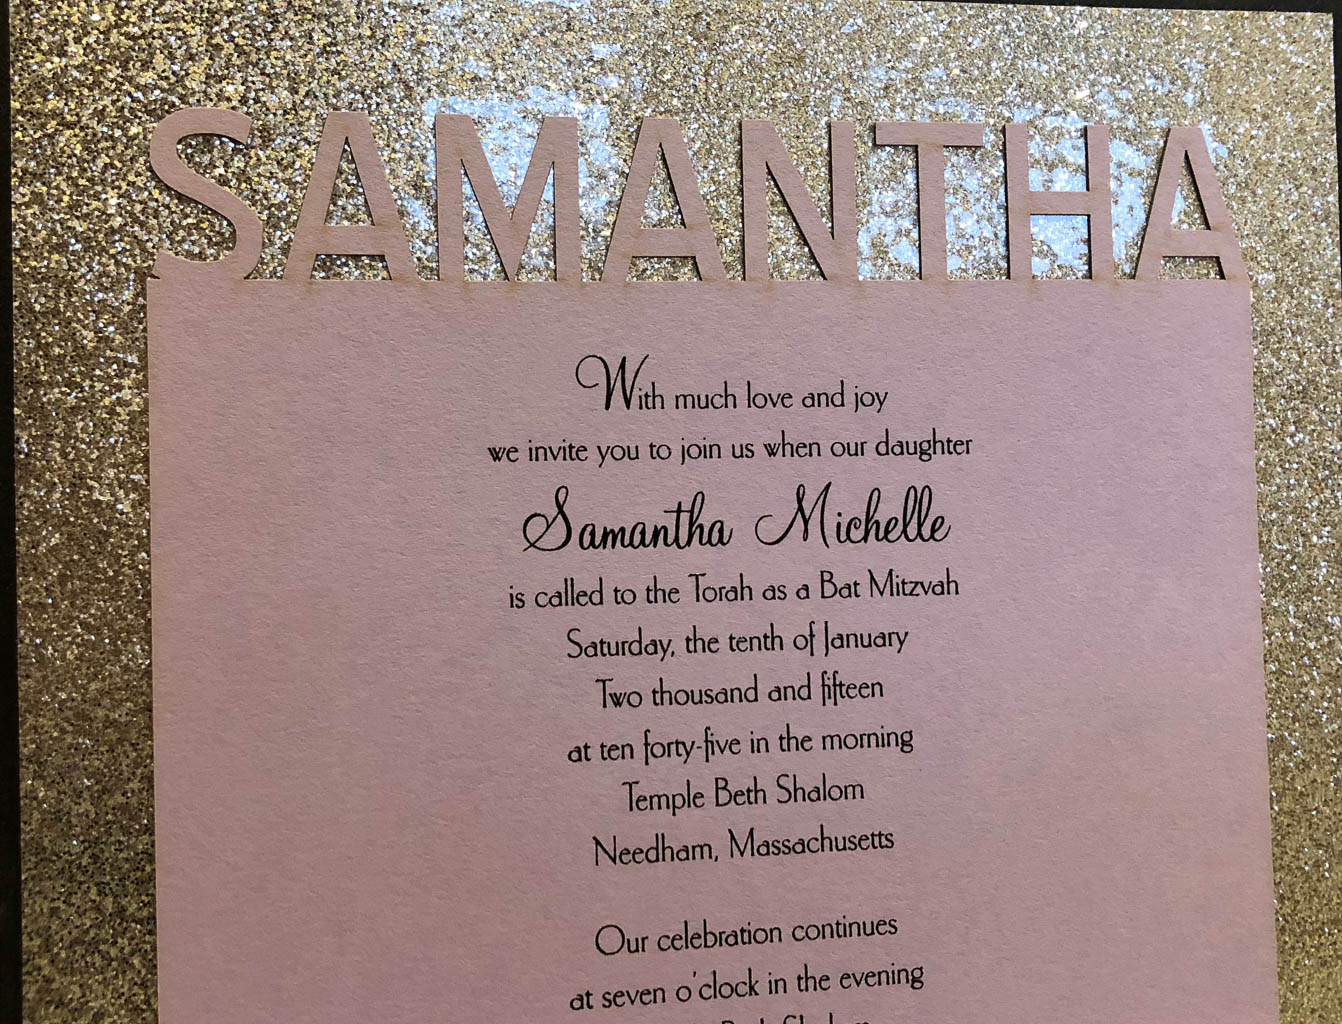 SAMANTHA
With much love and joy
we invite you to join us when our daughter
Samantha Michelle
is called to the Torah as a Bat Mitzvah
Saturday, the tenth of January
Two thousand and fifteen
at ten forty-five in the morning
Temple Beth Shalom
Needham, Massachusetts
Our celebration continues
at seven o'clock in the evening